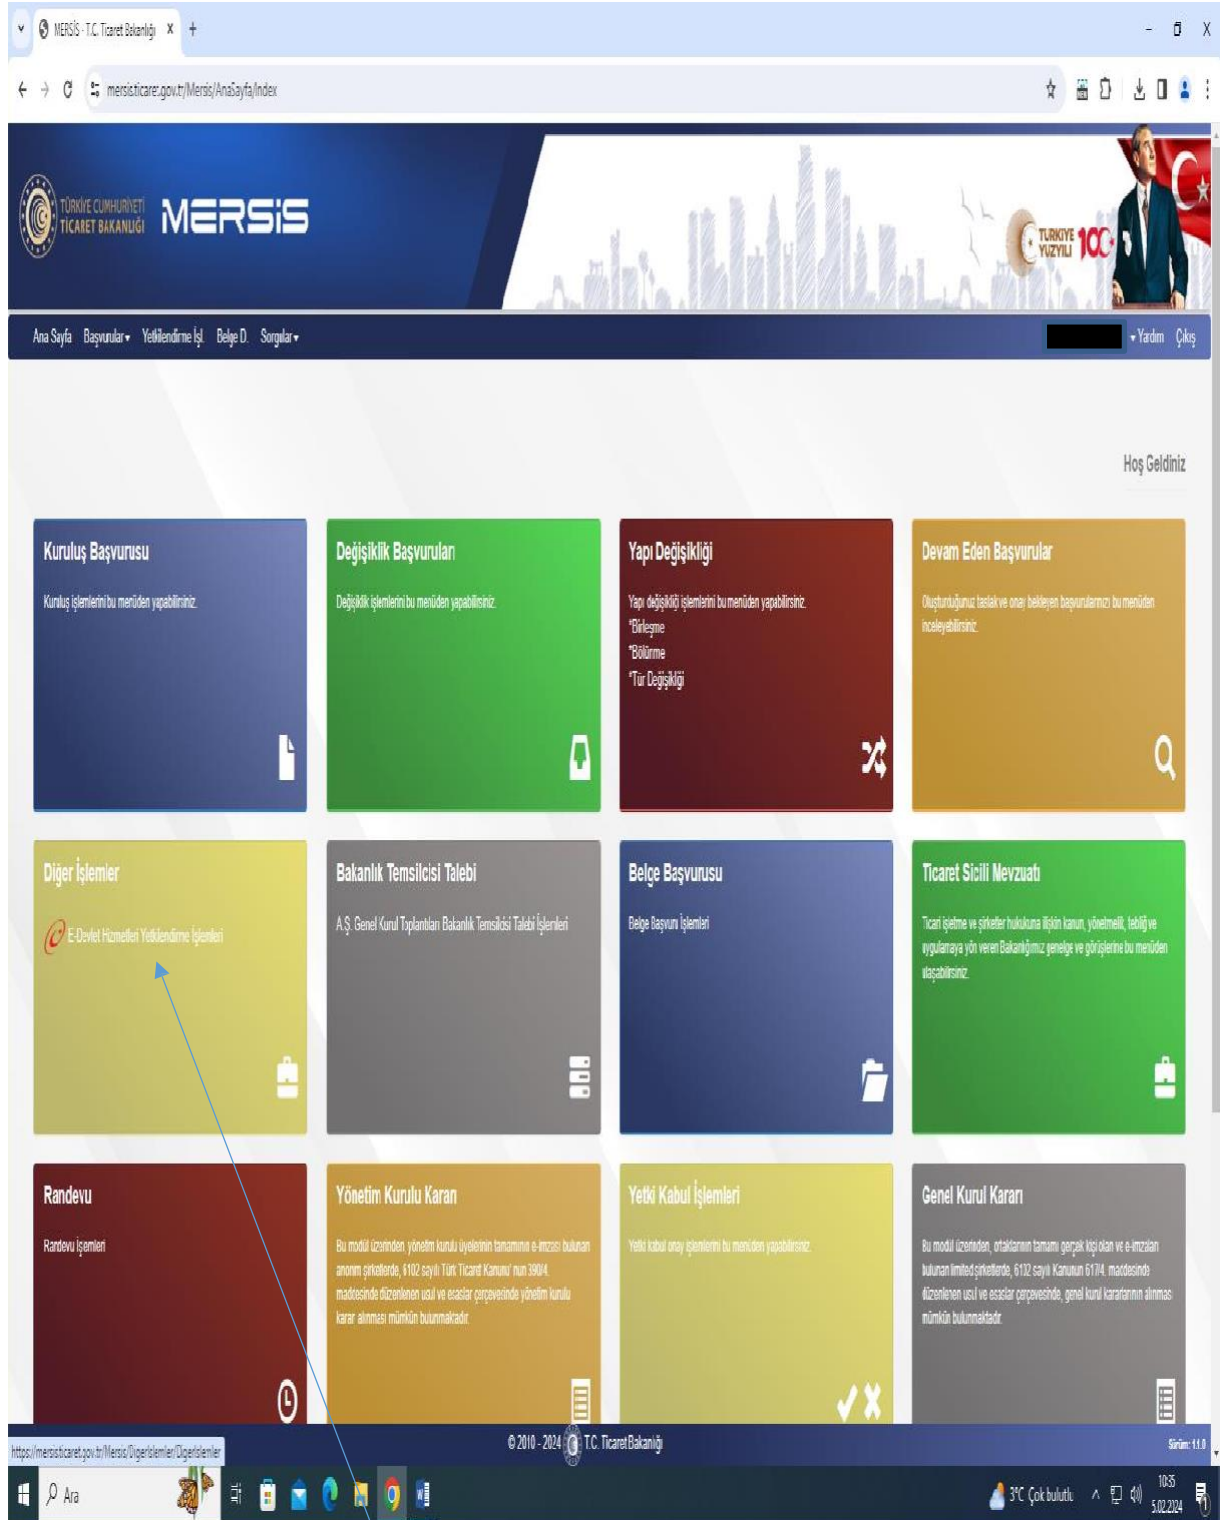 MERSİS - T.C. Ticaret Bakanlığı
mersis.ticaret.gov.tr/Mersis/AnaSayfa/Index
TÜRKİYE CUMHURİYETİ
TİCARET BAKANLIĞI
MERSİS
TÜRKİYE
YÜZYILI
100
Ana Sayfa Başvurular Yetkilendirme İşl. Belge D. Sorgular
Yardım Çıkış
Hoş Geldiniz
Kuruluş Başvurusu
Kuruluş işlemlerini bu menüden yapabilirsiniz.
Değişiklik Başvuruları
Değişiklik işlemlerini bu menüden yapabilirsiniz.
Yapı Değişikliği
Yapı değişikliği işlemlerini bu menüden yapabilirsiniz.
*Birleşme
*Bölünme
*Tür Değişikliği
Devam Eden Başvurular
Oluşturduğunuz taslak ve onay bekleyen başvurularınızı bu menüden
inceleyebilirsiniz.
Diğer İşlemler
E-Devlet Hizmetleri Yetkilendirme İşlemleri
Bakanlık Temsilcisi Talebi
A.Ş. Genel Kurul Toplantıları Bakanlık Temsilcisi Talebi İşlemleri
Belge Başvurusu
Belge Başvuru İşlemleri
Ticaret Sicili Mevzuatı
Ticari işletme ve şirketler hukukuna ilişkin kanun, yönetmelik, tebliğ ve
uygulamaya yön veren Bakanlığımız genelge ve görüşlerine bu menüden
ulaşabilirsiniz.
Randevu
Randevu İşemleri
Yönetim Kurulu Kararı
Bu modül üzerinden, yönetim kurulu üyelerinin tamamının e-imzası bulunan
anonim şirketlerde, 6102 sayılı Türk Ticaret Kanunu' nun 390/4.
maddesinde düzenlenen usul ve esaslar çerçevesinde yönetim kurulu
kararı alınması mümkün bulunmaktadır.
Yetki Kabul İşlemleri
Yetki kabul onay işlemlerini bu menüden yapabilirsiniz.
Genel Kurul Kararı
Bu modül üzerinden, ortaklarının tamamı gerçek kişi olan ve e-imzaları
bulunan limited şirketlerde, 6102 sayılı Kanunun 617/4. maddesinde
düzenlenen usul ve esaslar çerçevesinde, genel kurul kararlarının alınması
mümkün bulunmaktadır.
https://mersis.ticaret.gov.tr/Mersis/DigerIslemler/DigerIslemler
© 2010 - 2024 T.C. Ticaret Bakanlığı
Sürüm: 1.1.0
Ara
3°C Çok bulutlu
10:35
5.02.2024